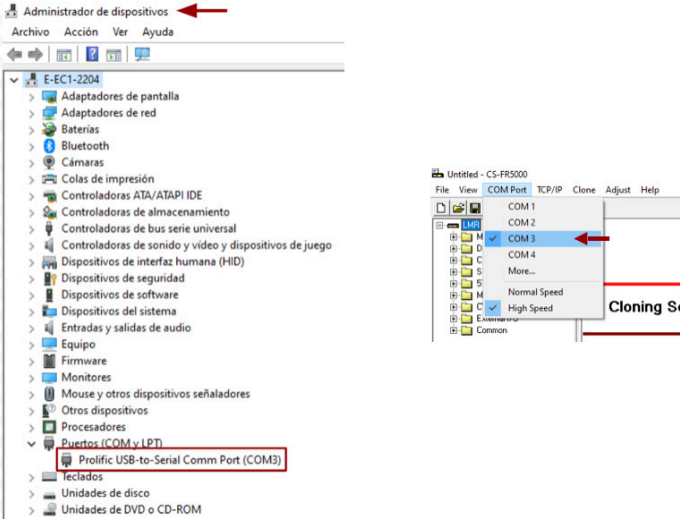 Administrador de dispositivos
Archivo Acción Ver Ayuda
E-EC1-2204
Adaptadores de pantalla
Adaptadores de red
Baterías
Bluetooth
Cámaras
Colas de impresión
Controladoras ATA/ATAPI IDE
Controladoras de almacenamiento
Controladoras de bus serie universal
Controladoras de sonido y vídeo y dispositivos de juego
Dispositivos de interfaz humana (HID)
Dispositivos de seguridad
Dispositivos de software
Dispositivos del sistema
Entradas y salidas de audio
Equipo
Firmware
Monitores
Mouse y otros dispositivos señaladores
Otros dispositivos
Procesadores
Puertos (COM y LPT)
Prolific USB-to-Serial Comm Port (COM3)
Teclados
Unidades de disco
Unidades de DVD o CD-ROM
Untitled - CS-FR5000
File View COM Port TCP/IP Clone Adjust Help
COM 1
LMR COM 2
M COM 3
D COM 4
C More...
S
5 Normal Speed
M
C High Speed
Common
Cloning Se